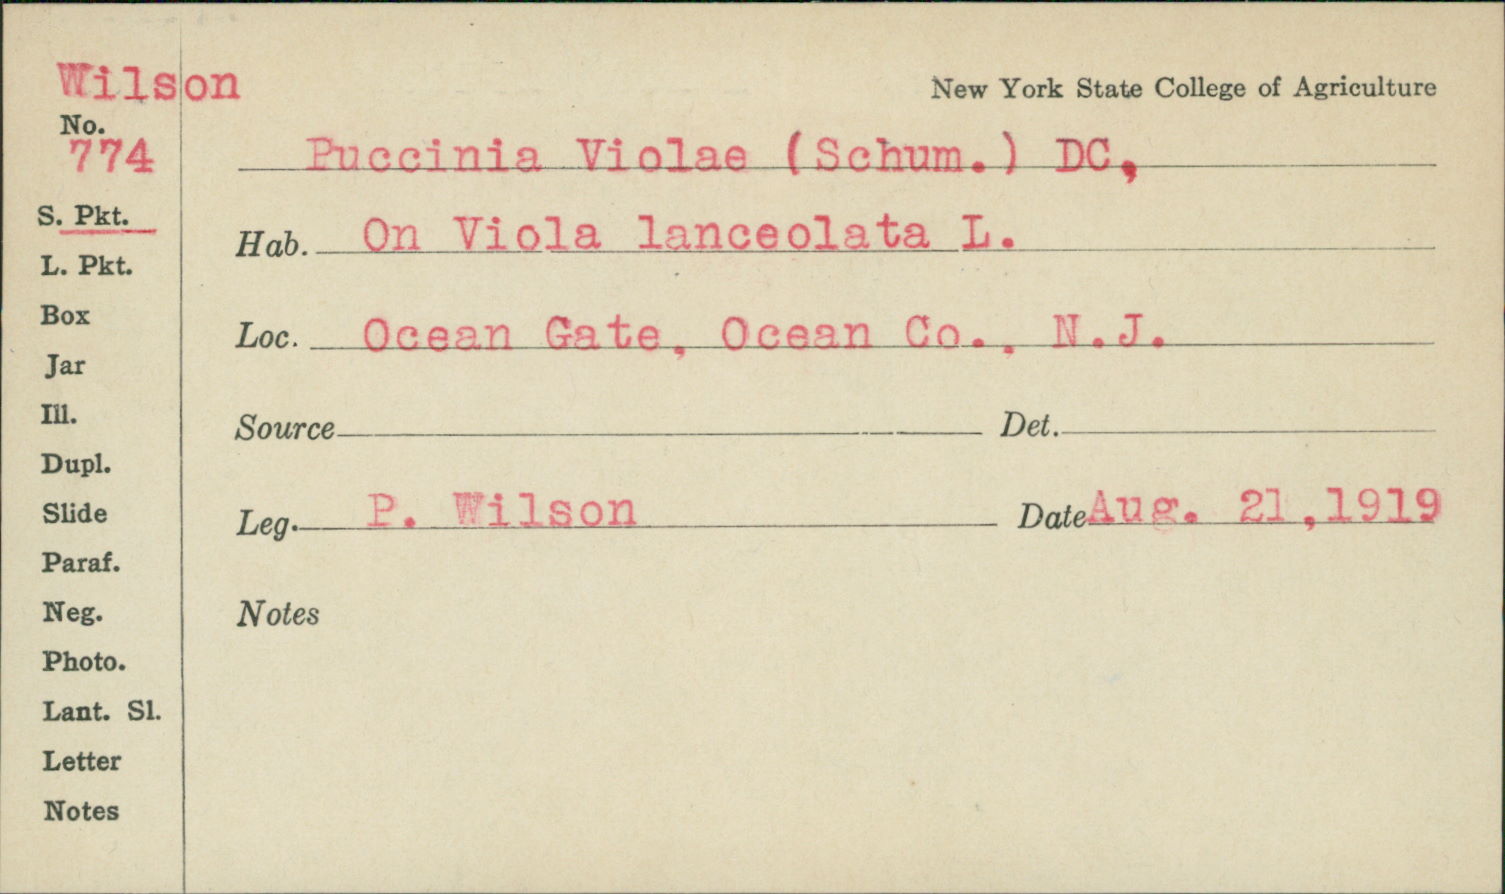 Wilson
New York State College of Agriculture
No.
774
Puccinia Violae (Schum.) DC,
S. Pkt.
Hab. On Viola lanceolata L.
L. Pkt.
Box
Loc. Ocean Gate, Ocean Co., N.J.
Jar
Ill.
Source Det.
Dupl.
Slide
Leg. P. Wilson Date Aug. 21,1919
Paraf.
Neg.
Notes
Photo.
Lant. Sl.
Letter
Notes